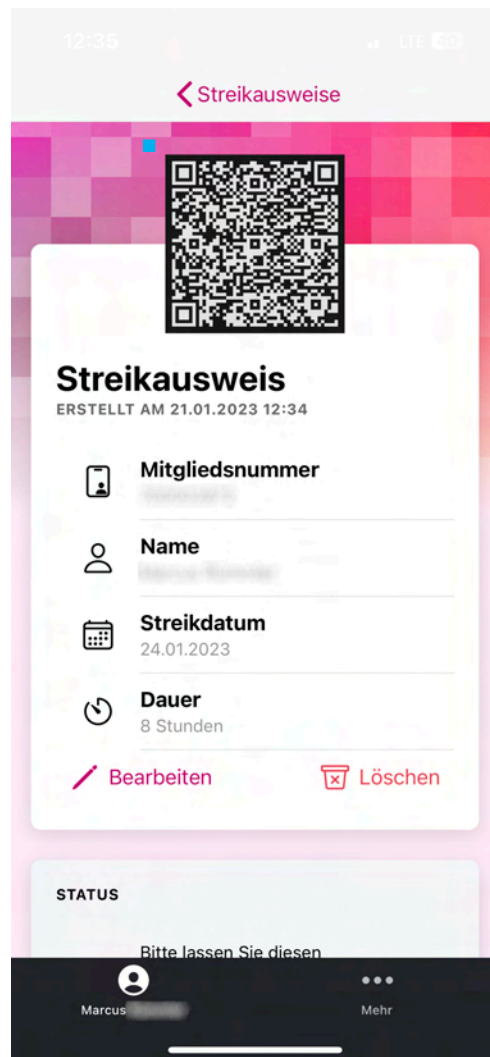 12:35
LTE
Streikausweise
Streikausweis
ERSTELLT AM 21.01.2023 12:34
Mitgliedsnummer
Name
Streikdatum
24.01.2023
Dauer
8 Stunden
Bearbeiten
Löschen
STATUS
Bitte lassen Sie diesen
Marcus
Mehr